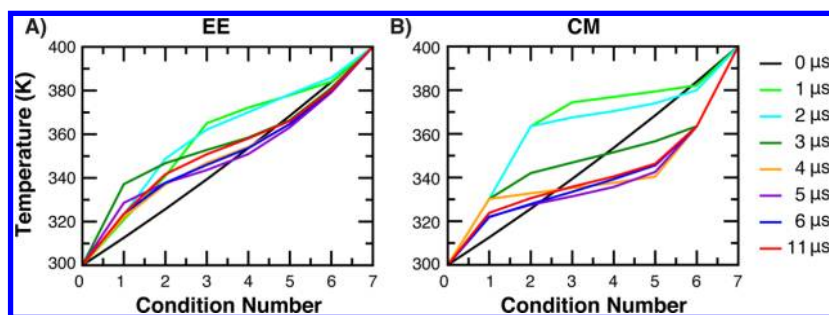 A) EE B) CM
400 400
380 380
360 360
340 340
320 320
300 300
Temperature (K)
0 1 2 3 4 5 6 7 0 1 2 3 4 5 6 7
Condition Number Condition Number
0 μs
1 μs
2 μs
3 μs
4 μs
5 μs
6 μs
11 μs